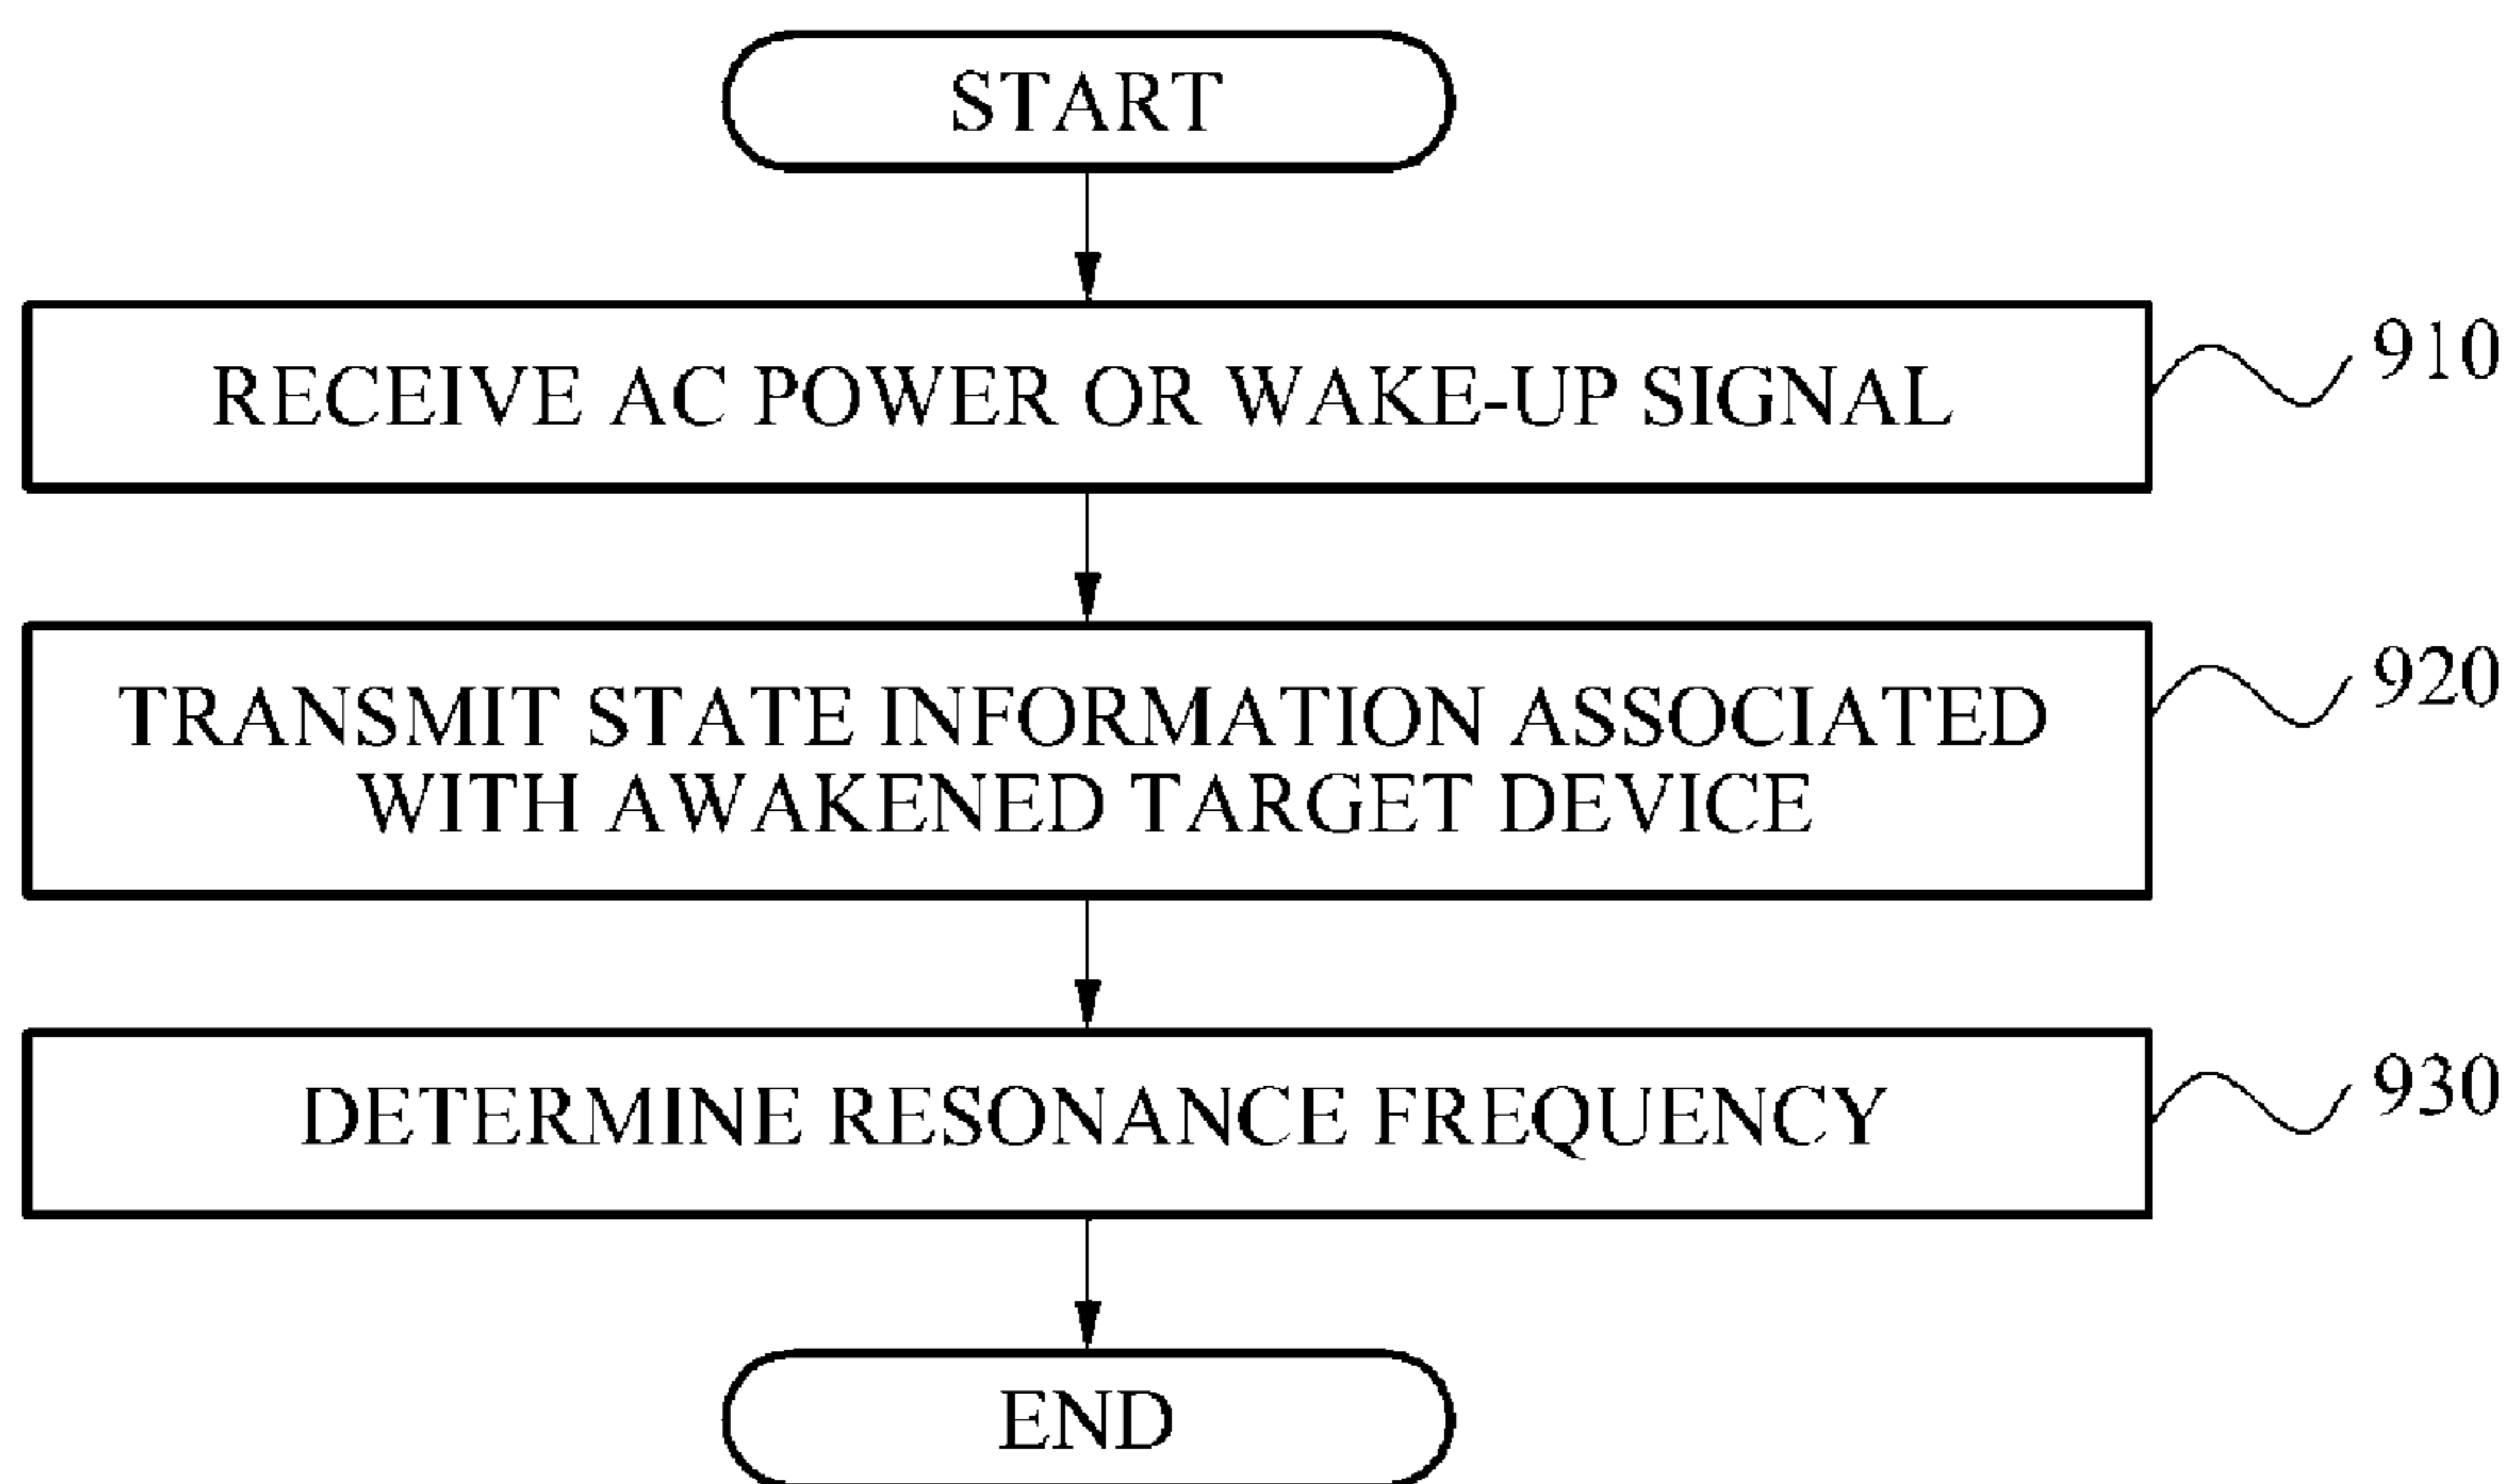 START
RECEIVE AC POWER OR WAKE-UP SIGNAL
910
TRANSMIT STATE INFORMATION ASSOCIATED
WITH AWAKENED TARGET DEVICE
920
DETERMINE RESONANCE FREQUENCY
930
END